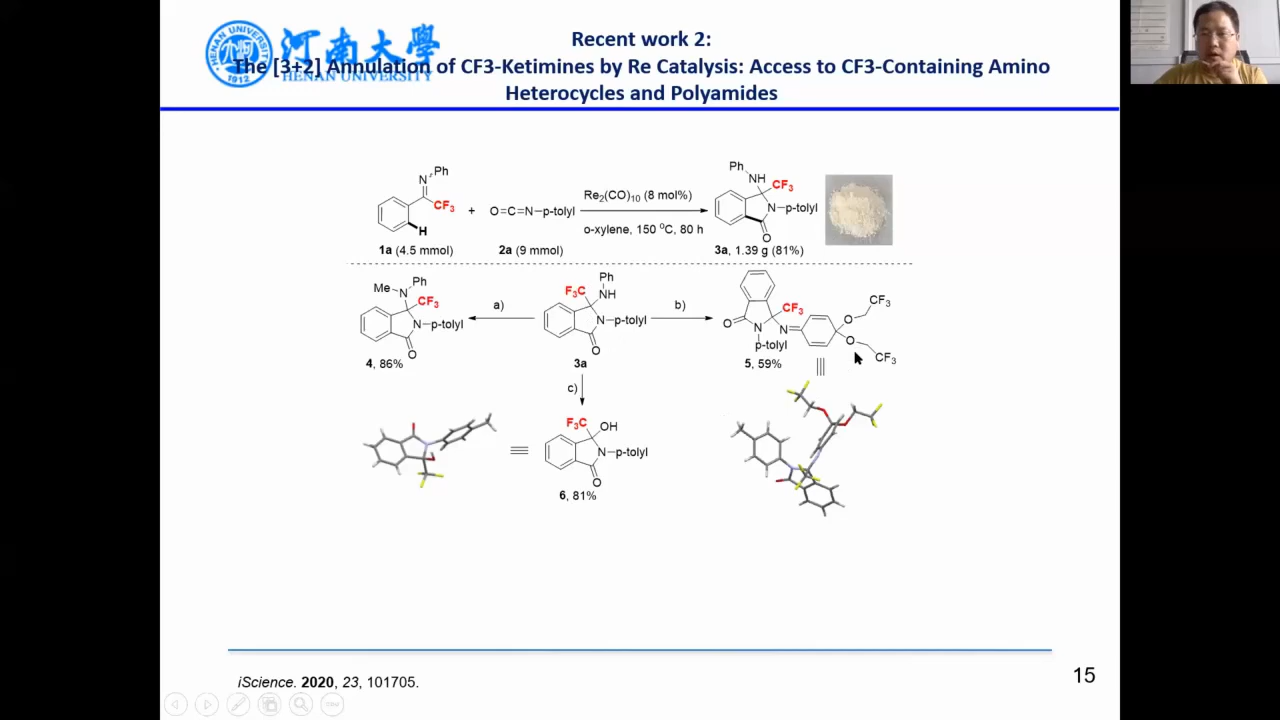 河南大學
HENAN UNIVERSITY
HENAN UNIVERSITY
1912
Recent work 2:
The [3+2] Annulation of CF3-Ketimines by Re Catalysis: Access to CF3-Containing Amino
Heterocycles and Polyamides
N Ph
CF3
H
1a (4.5 mmol)
+
O=C=N-p-tolyl
2a (9 mmol)
Re2(CO)10 (8 mol%)
o-xylene, 150 °C, 80 h
Ph
NH
CF3
N-p-tolyl
O
3a, 1.39 g (81%)
Me N Ph
CF3
N-p-tolyl
O
4, 86%
a)
Ph
F3C NH
N-p-tolyl
O
3a
b)
CF3
O N N
p-tolyl
O CF3
O CF3
5, 59%
c)
F3C OH
N-p-tolyl
O
6, 81%
iScience. 2020, 23, 101705.
15